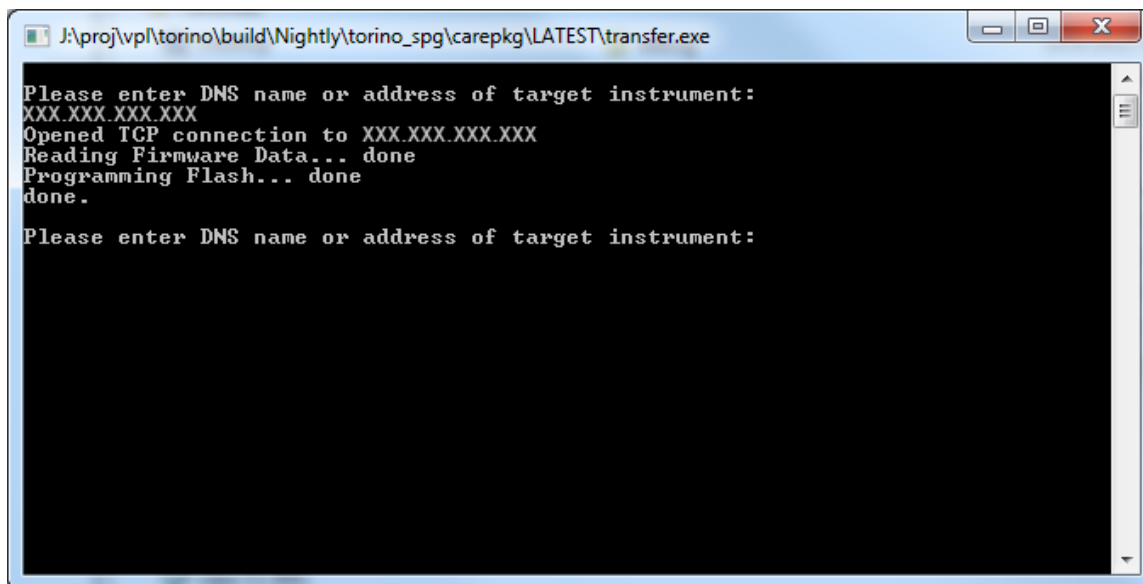 J:\proj\vpl\torino\build\Nightly\torino_spg\carepkg\LATEST\transfer.exe
Please enter DNS name or address of target instrument:
XXX.XXX.XXX.XXX
Opened TCP connection to XXX.XXX.XXX.XXX
Reading Firmware Data... done
Programming Flash... done
done.
Please enter DNS name or address of target instrument: